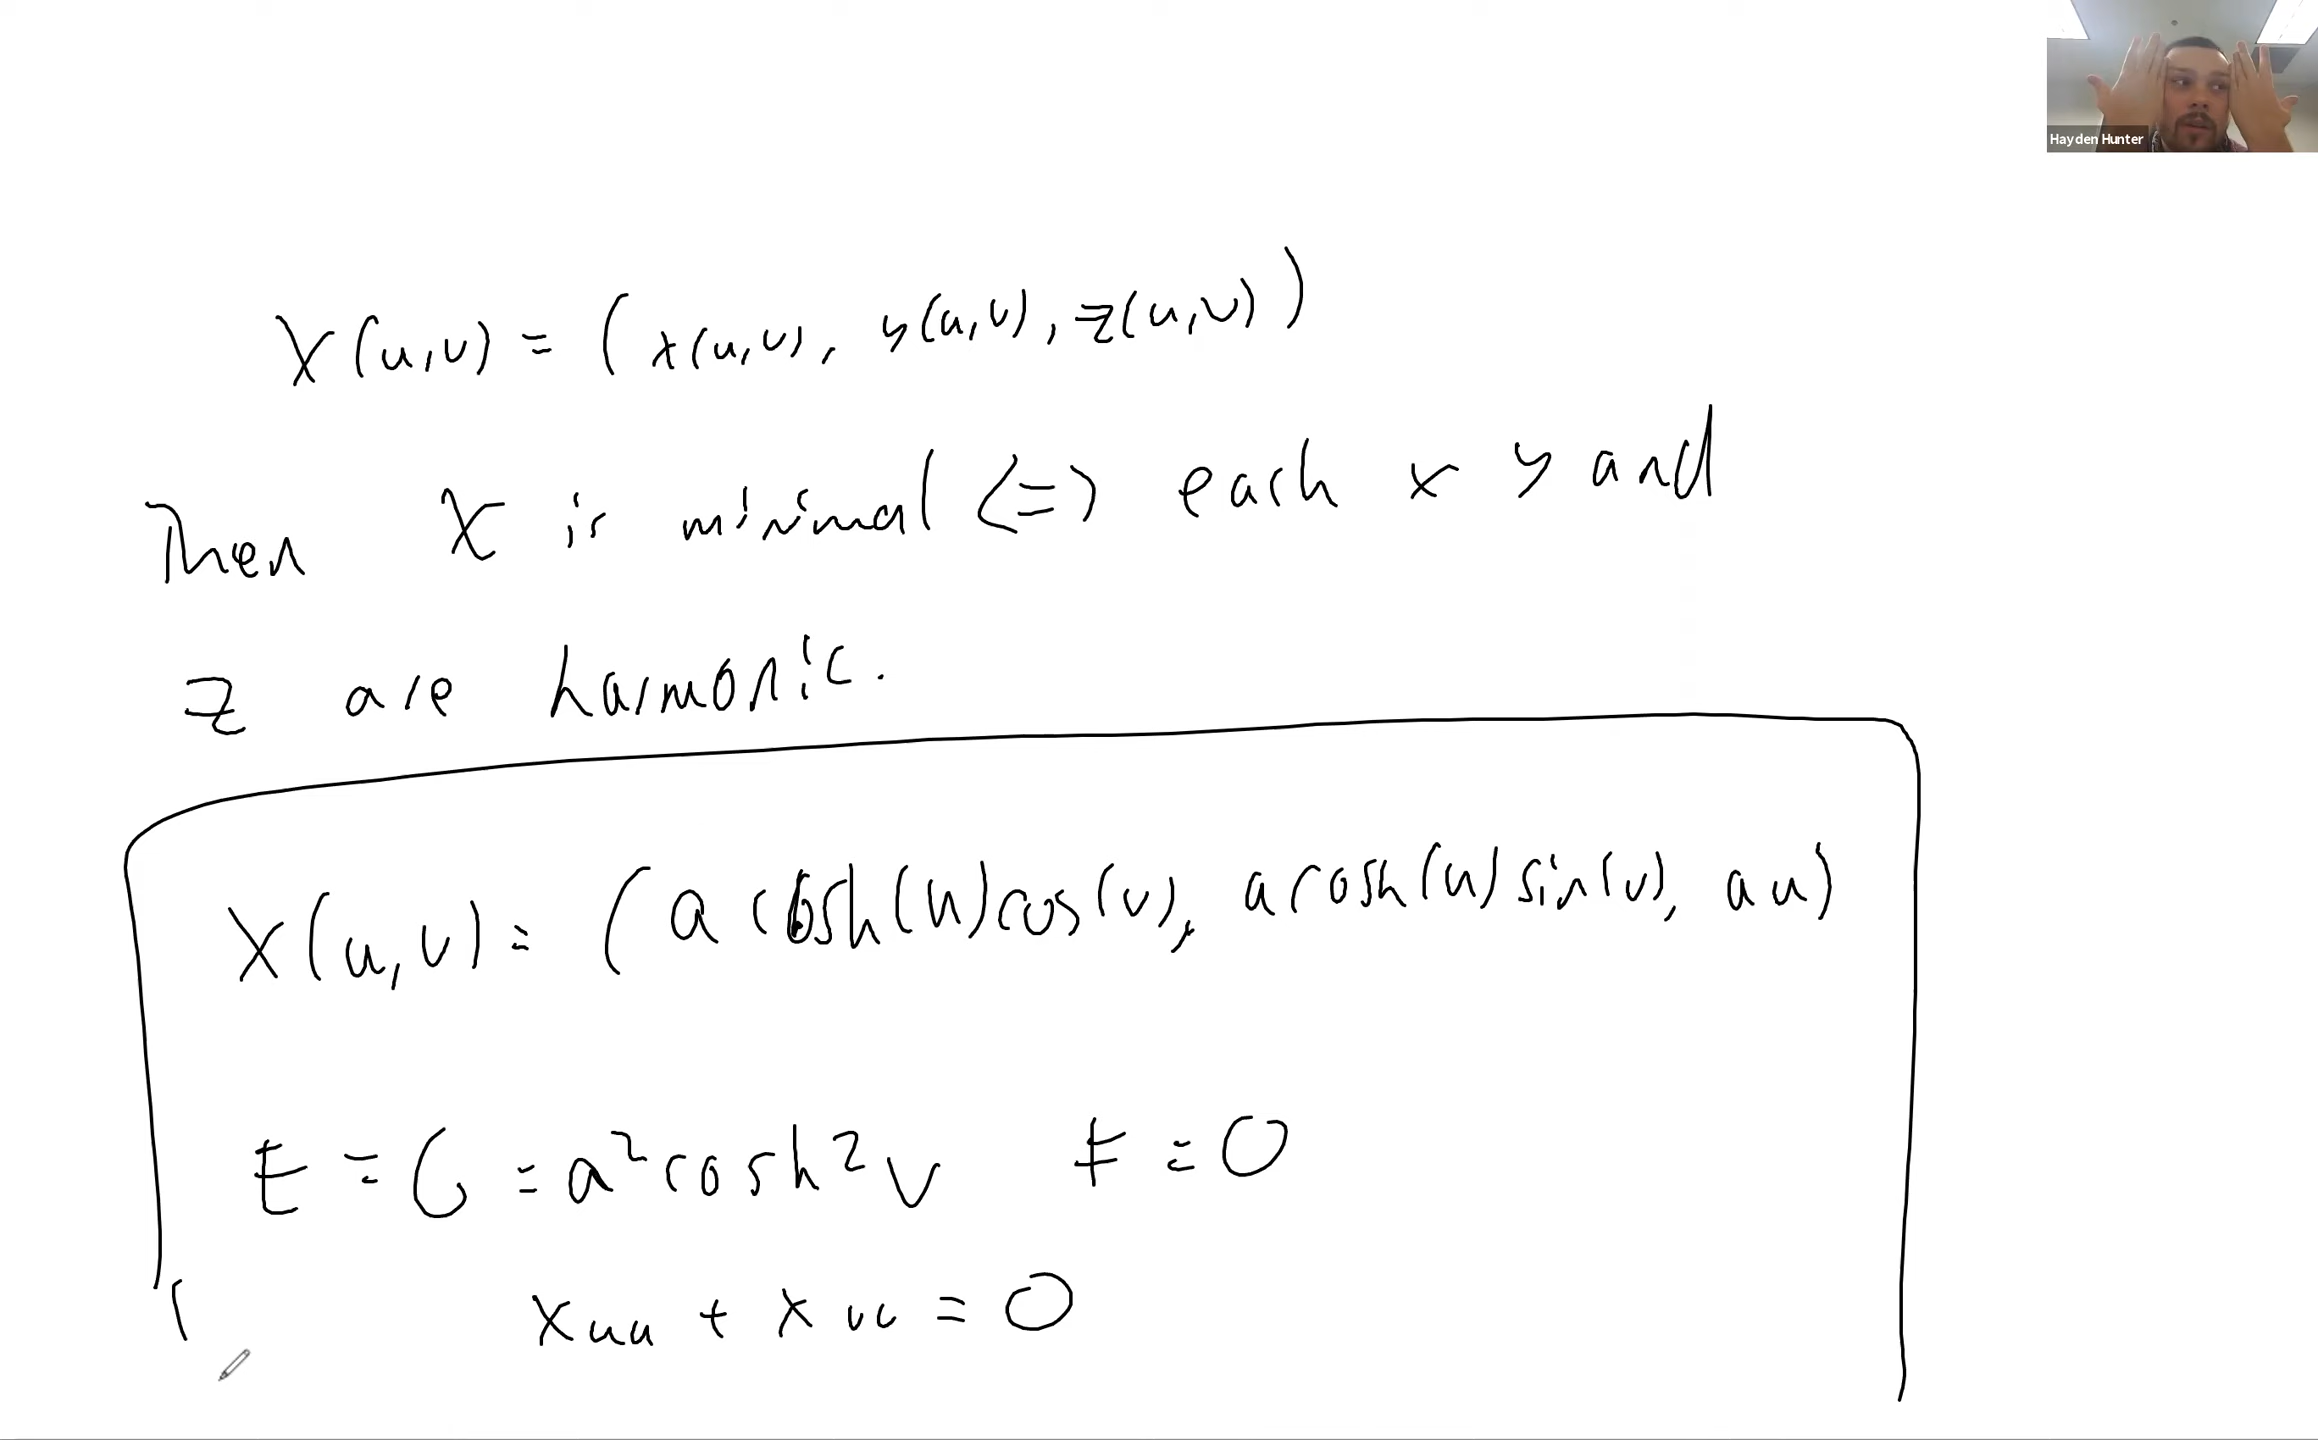 Hayden Hunter
X(u,v) = (x(u,v), y(u,v), z(u,v))
Then X is minimal <=> each x y and
z are harmonic.
X(u,v) = (a cosh(u)cos(v), a cosh(u)sin(v), au)
E = G = a²cosh²v F = 0
Xuu + Xvv = 0